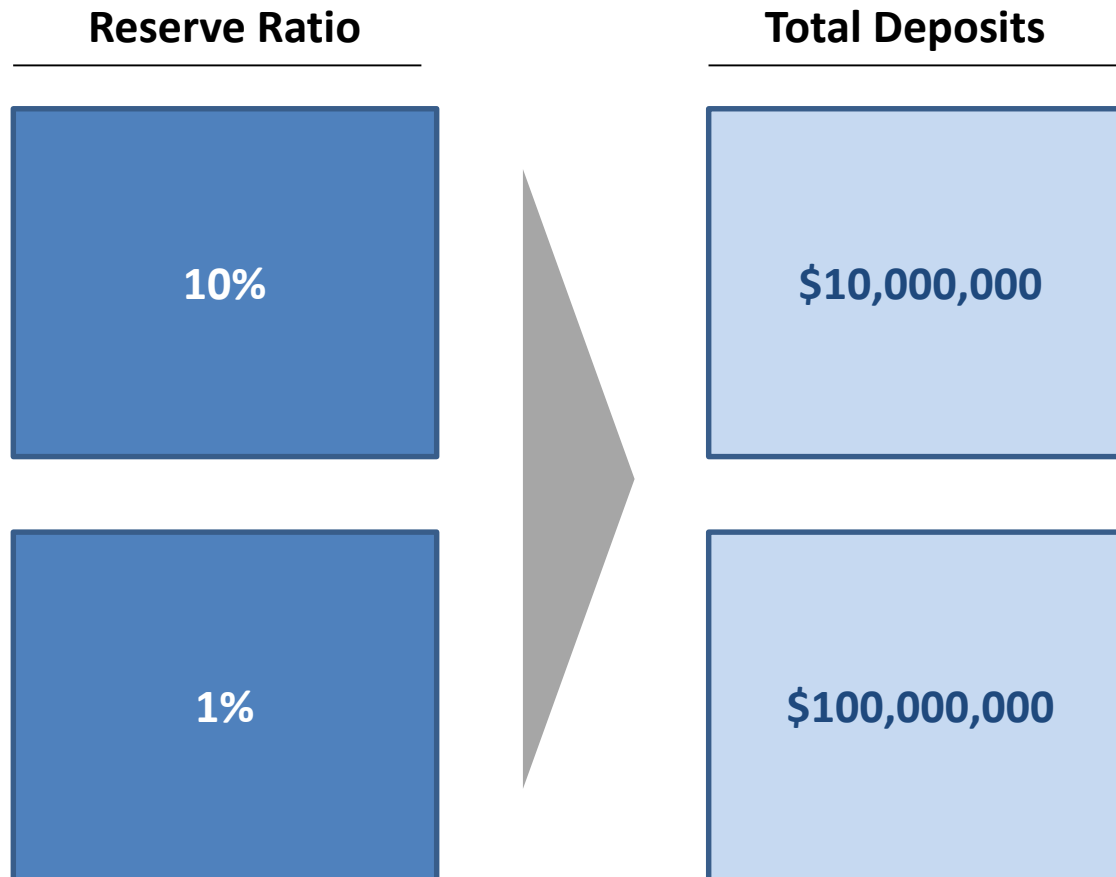 Reserve Ratio
Total Deposits
10%
$10,000,000
1%
$100,000,000